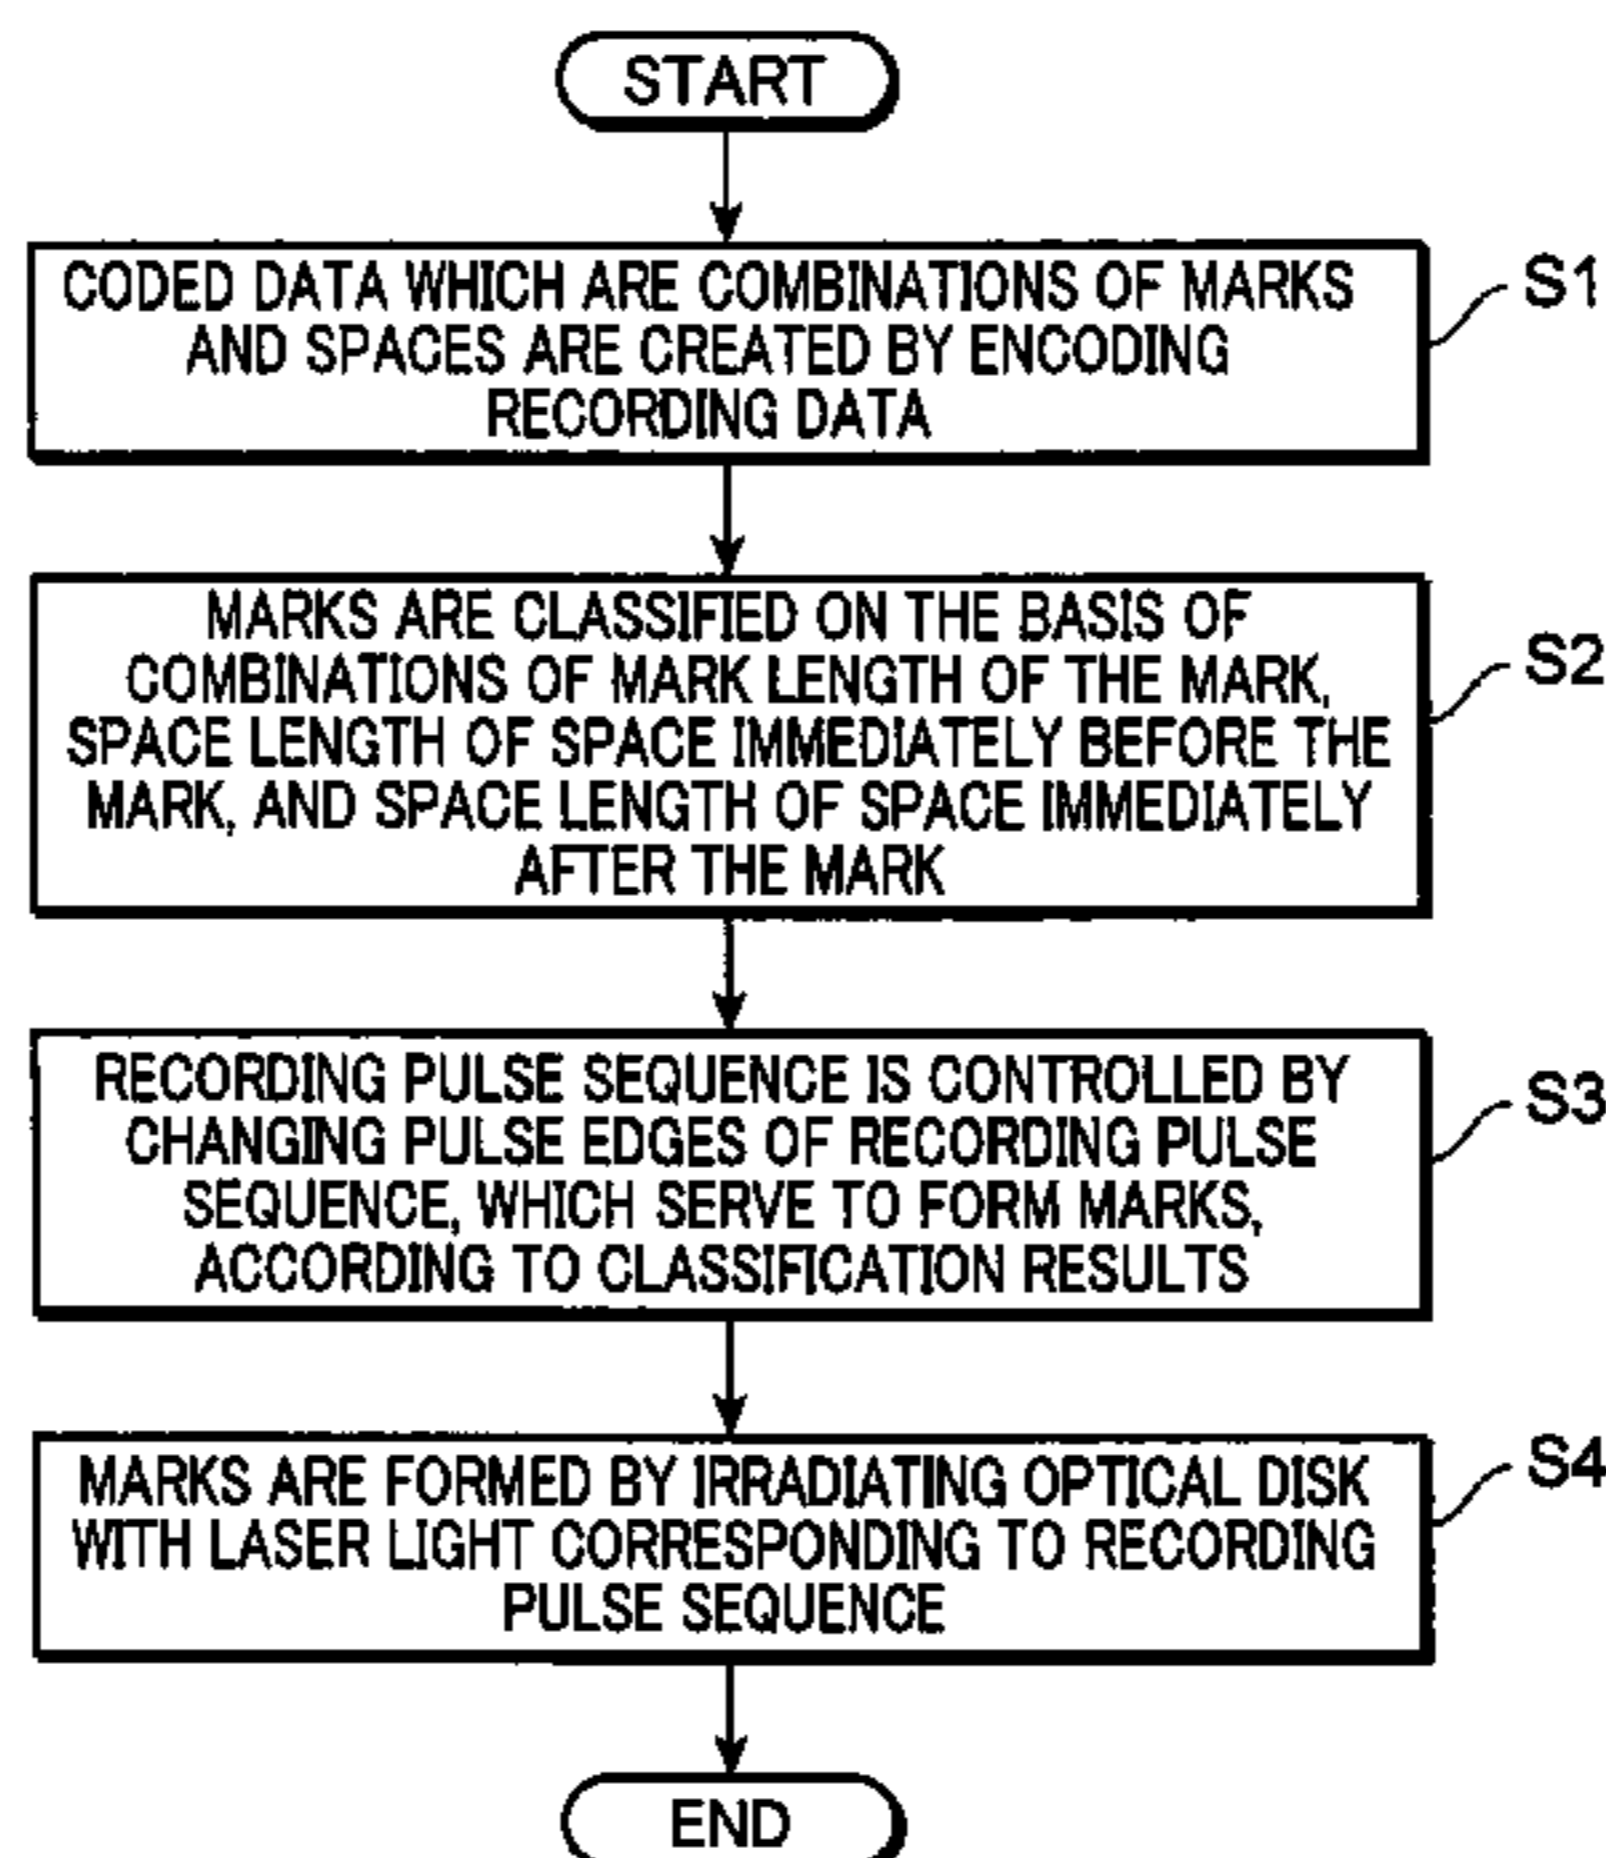 START
CODED DATA WHICH ARE COMBINATIONS OF MARKS
AND SPACES ARE CREATED BY ENCODING
RECORDING DATA
S1
MARKS ARE CLASSIFIED ON THE BASIS OF
COMBINATIONS OF MARK LENGTH OF THE MARK,
SPACE LENGTH OF SPACE IMMEDIATELY BEFORE THE
MARK, AND SPACE LENGTH OF SPACE IMMEDIATELY
AFTER THE MARK
S2
RECORDING PULSE SEQUENCE IS CONTROLLED BY
CHANGING PULSE EDGES OF RECORDING PULSE
SEQUENCE, WHICH SERVE TO FORM MARKS,
ACCORDING TO CLASSIFICATION RESULTS
S3
MARKS ARE FORMED BY IRRADIATING OPTICAL DISK
WITH LASER LIGHT CORRESPONDING TO RECORDING
PULSE SEQUENCE
S4
END